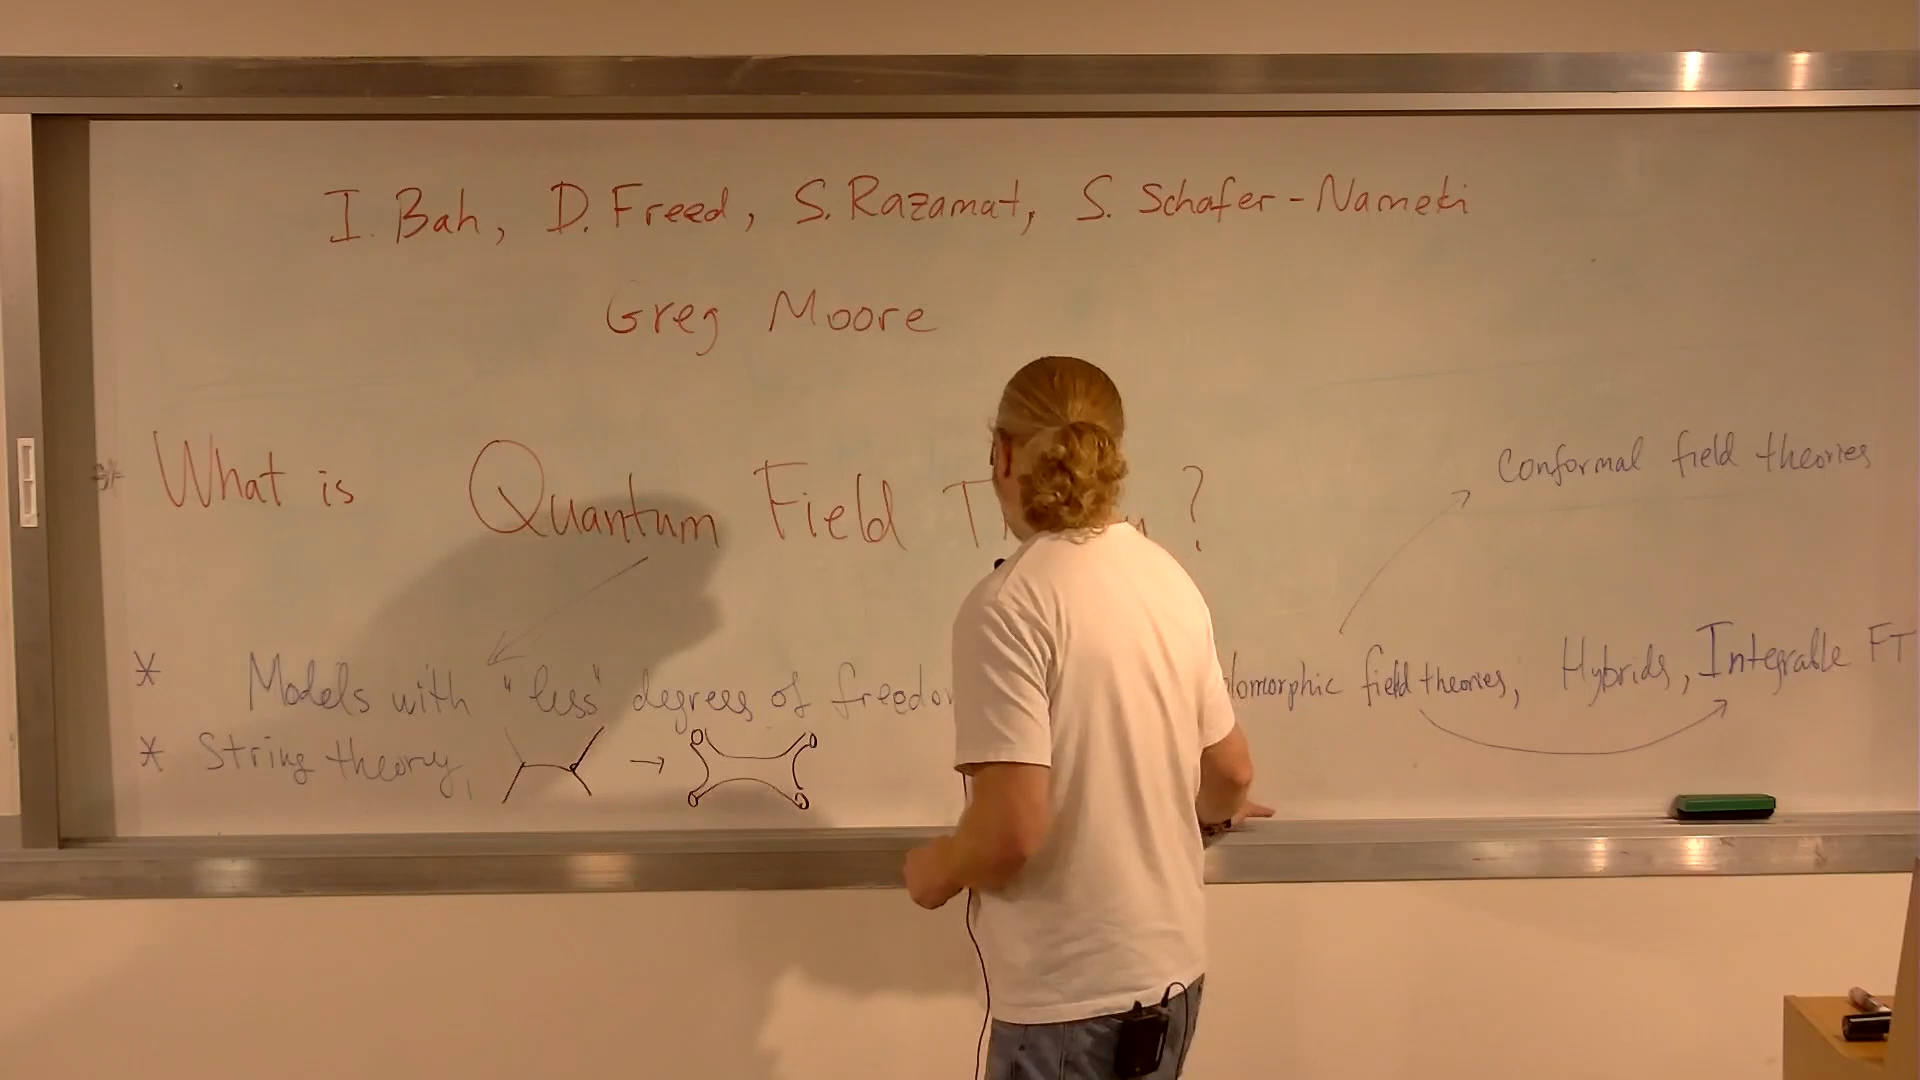 I. Bah, D. Freed, S. Razamat, S. Schafer-Nameki
Greg Moore
Conformal field theories
* What is Quantum Field ?
* Models with "less" degrees of field theories, Hybrids, Integrable FT
* String theory, →